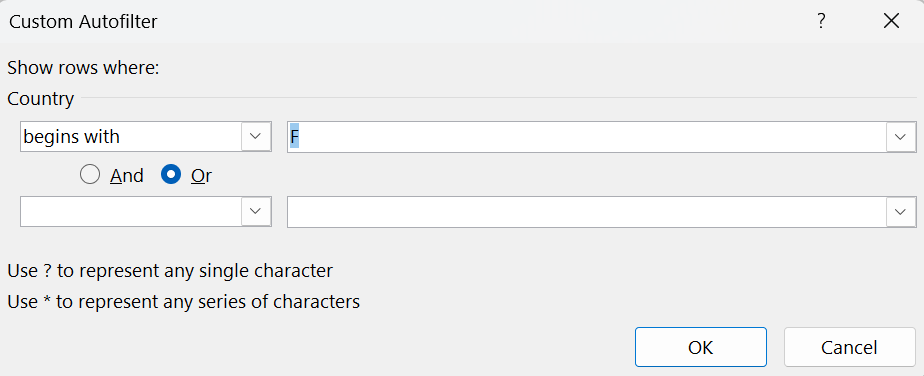 Custom Autofilter ?
Show rows where:
Country
begins with F
And Or
Use ? to represent any single character
Use * to represent any series of characters
OK Cancel